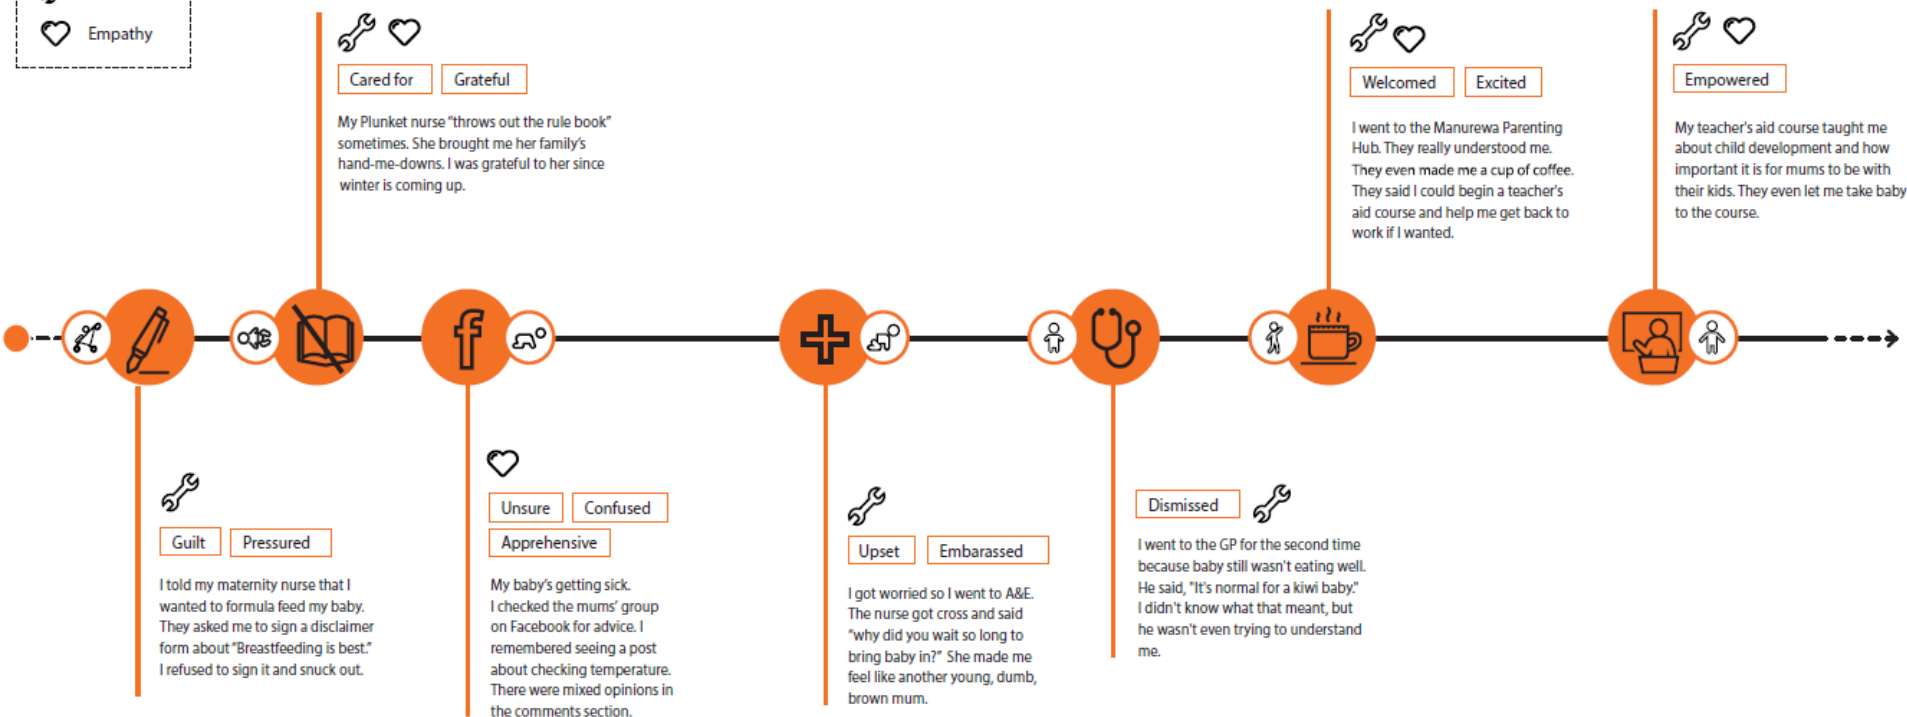 Empathy
Cared for
Grateful
My Plunket nurse "throws out the rule book"
sometimes. She brought me her family's
hand-me-downs. I was grateful to her since
winter is coming up.
Welcomed
Excited
I went to the Manurewa Parenting
Hub. They really understood me.
They even made me a cup of coffee.
They said I could begin a teacher's
aid course and help me get back to
work if I wanted.
Empowered
My teacher's aid course taught me
about child development and how
important it is for mums to be with
their kids. They even let me take baby
to the course.
f
Guilt
Pressured
I told my maternity nurse that I
wanted to formula feed my baby.
They asked me to sign a disclaimer
form about "Breastfeeding is best."
I refused to sign it and snuck out.
Unsure
Confused
Apprehensive
My baby's getting sick.
I checked the mums' group
on Facebook for advice. I
remembered seeing a post
about checking temperature.
There were mixed opinions in
the comments section.
Upset
Embarassed
I got worried so I went to A&E.
The nurse got cross and said
"why did you wait so long to
bring baby in?" She made me
feel like another young, dumb,
brown mum.
Dismissed
I went to the GP for the second time
because baby still wasn't eating well.
He said, "It's normal for a kiwi baby."
I didn't know what that meant, but
he wasn't even trying to understand
me.